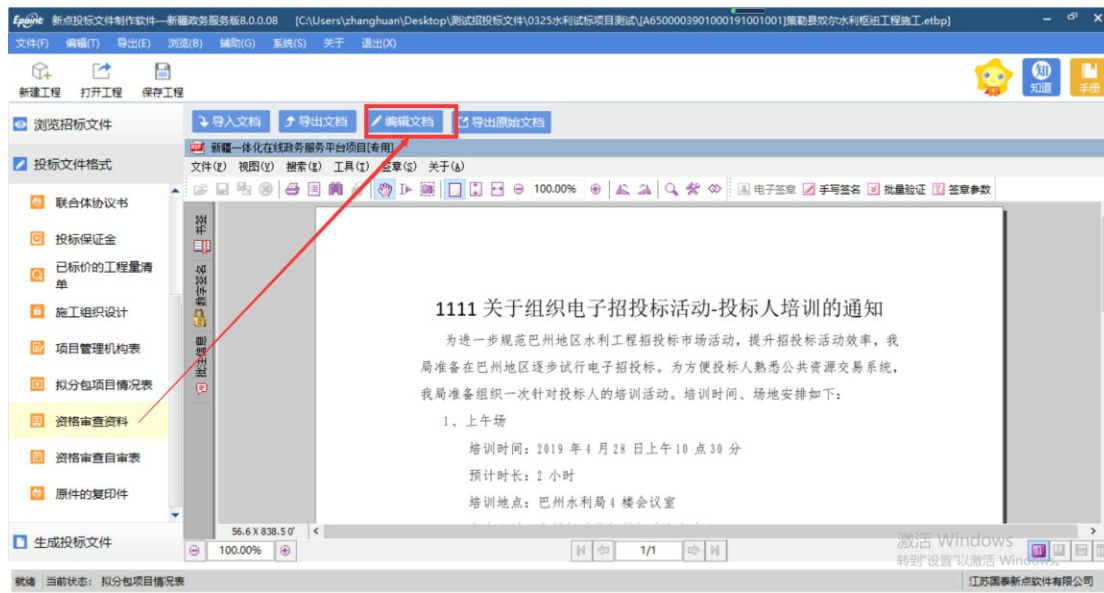 Epoint 新点投标文件制作软件—新疆政务服务版8.0.0.08 [C:\Users\zhanghuan\Desktop\测试招投标文件\0325水利试标项目测试\[A6500003901000191001001]策勒县奴尔水利枢纽工程施工.etbp]
文件(F) 编辑(T) 导出(E) 浏览(B) 辅助(G) 系统(S) 关于 退出(X)
新建工程 打开工程 保存工程
知 知道 手册
浏览招标文件
导入文档 导出文档 编辑文档 导出原始文档
新疆一体化在线政务服务平台项目[专用]
投标文件格式
文件(F) 视图(V) 搜索(E) 工具(T) 签章(S) 关于(A)
100.00% 电子签章 手写签名 批量验证 签章参数
联合体协议书
投标保证金
已标价的工程量清单
施工组织设计
项目管理机构表
拟分包项目情况表
资格审查资料
资格审查自审表
原件的复印件
生成投标文件
书签
数字签名
批注信息
1111 关于组织电子招投标活动-投标人培训的通知
为进一步规范巴州地区水利工程招投标市场活动，提升招投标活动效率，我
局准备在巴州地区逐步试行电子招投标。为方便投标人熟悉公共资源交易系统，
我局准备组织一次针对投标人的培训活动。培训时间、场地安排如下：
1、上午场
培训时间：2019 年 4 月 28 日上午 10 点 30 分
预计时长：2 小时
培训地点：巴州水利局 4 楼会议室
56.6 X 838.5 0'
100.00% 1/1
激活 Windows
转到"设置"以激活 Windows。
就绪 当前状态：拟分包项目情况表 江苏国泰新点软件有限公司